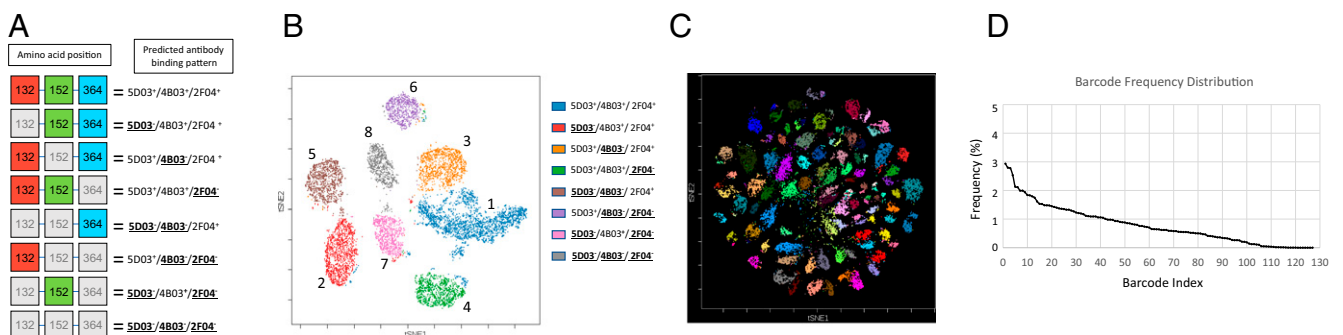 A
Amino acid position
Predicted antibody
binding pattern
132 152 364 = 5D03⁺/4B03⁺/2F04⁺
132 152 364 = 5D03⁻/4B03⁺/2F04⁺
132 152 364 = 5D03⁺/4B03⁻/2F04⁺
132 152 364 = 5D03⁺/4B03⁺/2F04⁻
132 152 364 = 5D03⁻/4B03⁻/2F04⁺
132 152 364 = 5D03⁺/4B03⁻/2F04⁻
132 152 364 = 5D03⁻/4B03⁺/2F04⁻
132 152 364 = 5D03⁻/4B03⁻/2F04⁻
B
6
8
5
3
1
7
2
4
tSNE2
tSNE1
5D03⁺/4B03⁺/2F04⁺
5D03⁻/4B03⁺/2F04⁺
5D03⁺/4B03⁻/2F04⁺
5D03⁺/4B03⁺/2F04⁻
5D03⁻/4B03⁻/2F04⁺
5D03⁺/4B03⁻/2F04⁻
5D03⁻/4B03⁺/2F04⁻
5D03⁻/4B03⁻/2F04⁻
C
tSNE2
tSNE1
D
Barcode Frequency Distribution
Frequency (%)
5
4
3
2
1
0
0 10 20 30 40 50 60 70 80 90 100 110 120 130
Barcode Index